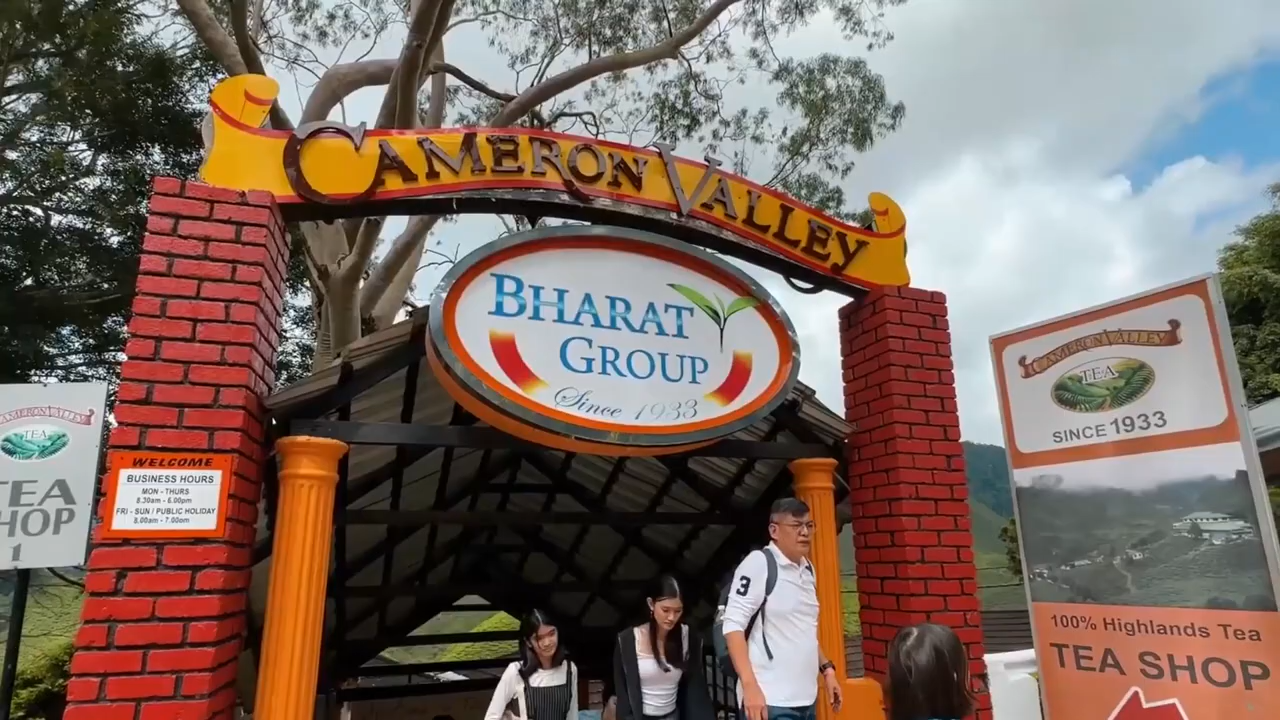 CAMERON VALLEY
BHARAT
GROUP
Since 1933
CAMERON VALLEY
TEA
TEA
SHOP
1
WELCOME
BUSINESS HOURS
MON - THURS
8.30am - 6.00pm
FRI - SUN / PUBLIC HOLIDAY
8.00am - 7.00pm
3
CAMERON VALLEY
TEA
SINCE 1933
100% Highlands Tea
TEA SHOP